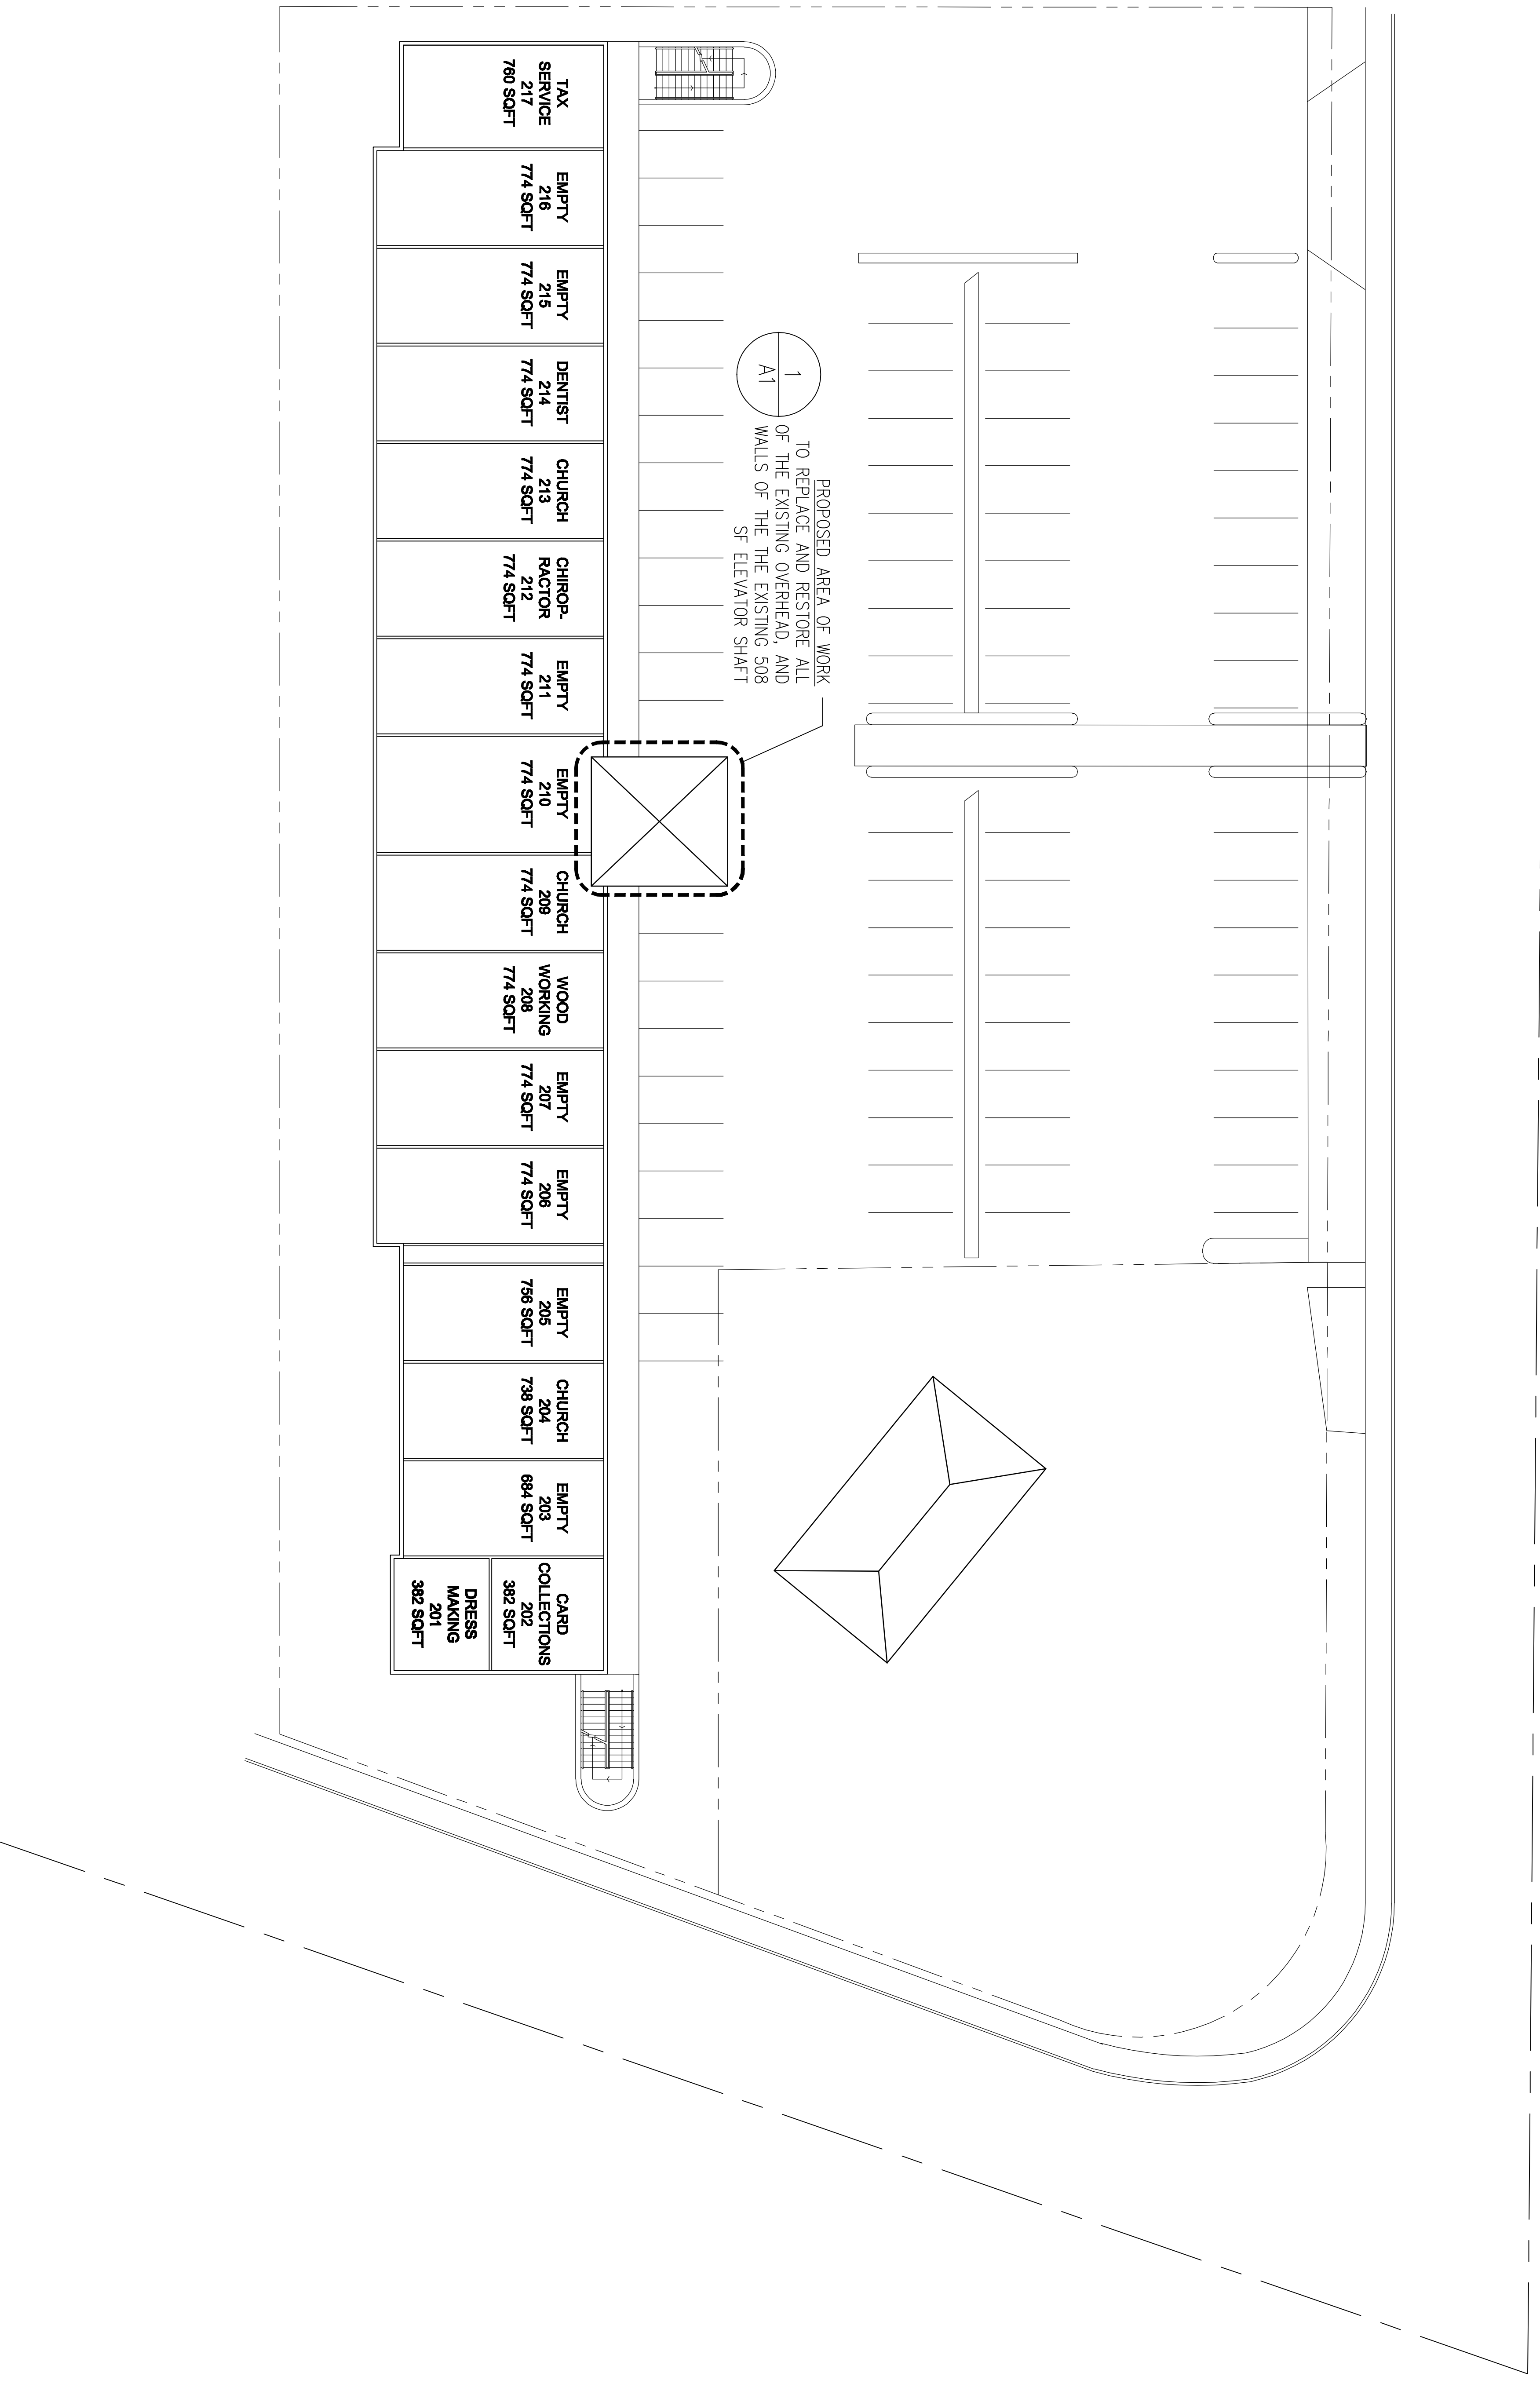 TAX
SERVICE
217
760 SQFT
EMPTY
216
774 SQFT
EMPTY
215
774 SQFT
DENTIST
214
774 SQFT
CHURCH
213
774 SQFT
CHIROP-
RACTOR
212
774 SQFT
EMPTY
211
774 SQFT
EMPTY
210
774 SQFT
CHURCH
209
774 SQFT
WOOD
WORKING
208
774 SQFT
EMPTY
207
774 SQFT
EMPTY
206
774 SQFT
EMPTY
205
756 SQFT
CHURCH
204
738 SQFT
EMPTY
203
684 SQFT
CARD
COLLECTIONS
202
382 SQFT
DRESS
MAKING
201
382 SQFT
1
A1
PROPOSED AREA OF WORK
TO REPLACE AND RESTORE ALL
OF THE EXISTING OVERHEAD, AND
WALLS OF THE THE EXISTING 508
SF ELEVATOR SHAFT